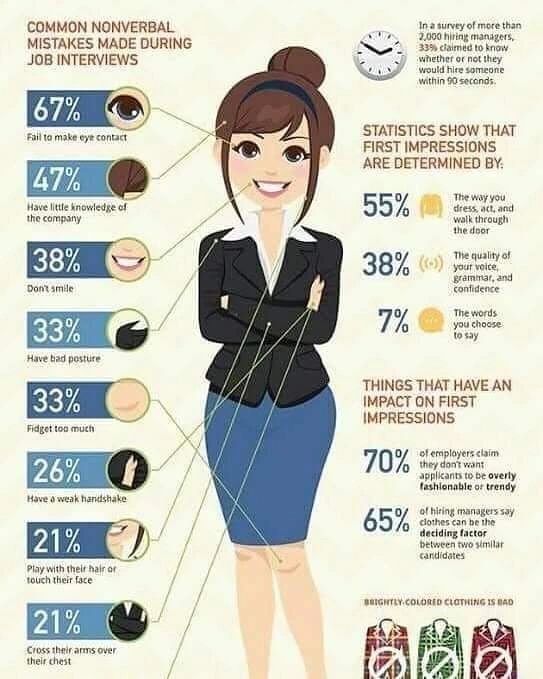 COMMON NONVERBAL
MISTAKES MADE DURING
JOB INTERVIEWS
67%
Fail to make eye contact
47%
Have little knowledge of
the company
38%
Don't smile
33%
Have bad posture
33%
Fidget too much
26%
Have a weak handshake
21%
Play with their hair or
touch their face
21%
Cross their arms over
their chest
In a survey of more than
2,000 hiring managers,
33% claimed to know
whether or not they
would hire someone
within 90 seconds.
STATISTICS SHOW THAT
FIRST IMPRESSIONS
ARE DETERMINED BY:
55%
The way you
dress, act, and
walk through
the door
38%
The quality of
your voice,
grammar, and
confidence
7%
The words
you choose
to say
THINGS THAT HAVE AN
IMPACT ON FIRST
IMPRESSIONS
70%
of employers claim
they don't want
applicants to be overly
fashionable or trendy
65%
of hiring managers say
clothes can be the
deciding factor
between two similar
candidates
BRIGHTLY-COLORED CLOTHING IS BAD